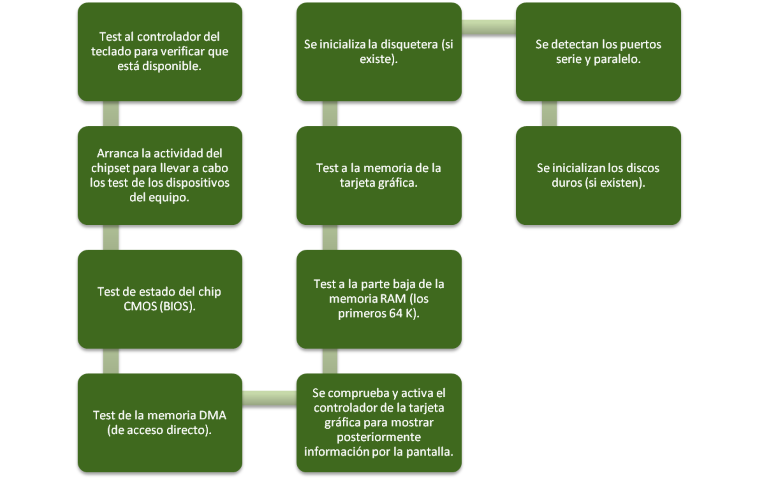 Test al controlador del
teclado para verificar que
está disponible.
Arranca la actividad del
chipset para llevar a cabo
los test de los dispositivos
del equipo.
Test de estado del chip
CMOS (BIOS).
Test de la memoria DMA
(de acceso directo).
Se comprueba y activa el
controlador de la tarjeta
gráfica para mostrar
posteriormente
información por la pantalla.
Test a la parte baja de la
memoria RAM (los
primeros 64 K).
Test a la memoria de la
tarjeta gráfica.
Se inicializa la disquetera (si
existe).
Se detectan los puertos
serie y paralelo.
Se inicializan los discos
duros (si existen).